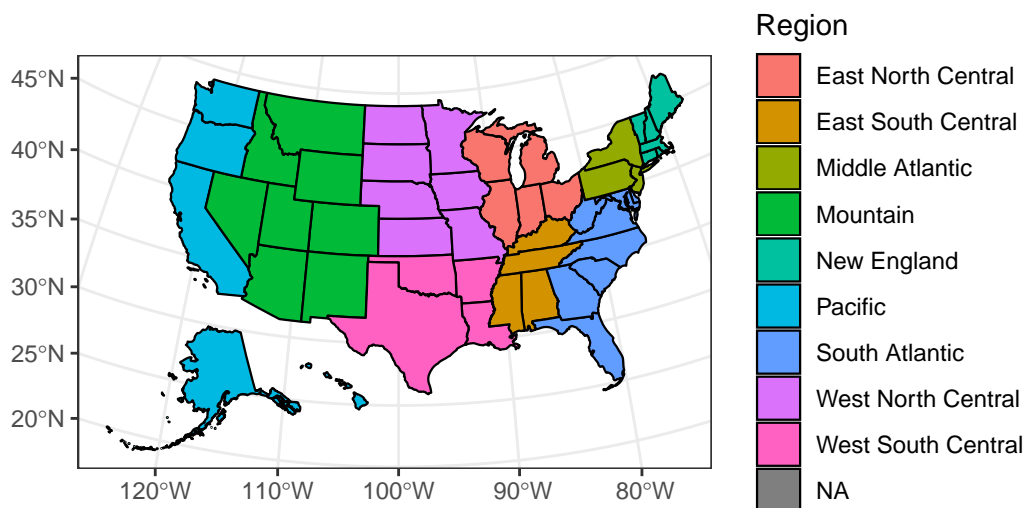 Region
East North Central
East South Central
Middle Atlantic
Mountain
New England
Pacific
South Atlantic
West North Central
West South Central
NA
45°N
40°N
35°N
30°N
25°N
20°N
120°W 110°W 100°W 90°W 80°W